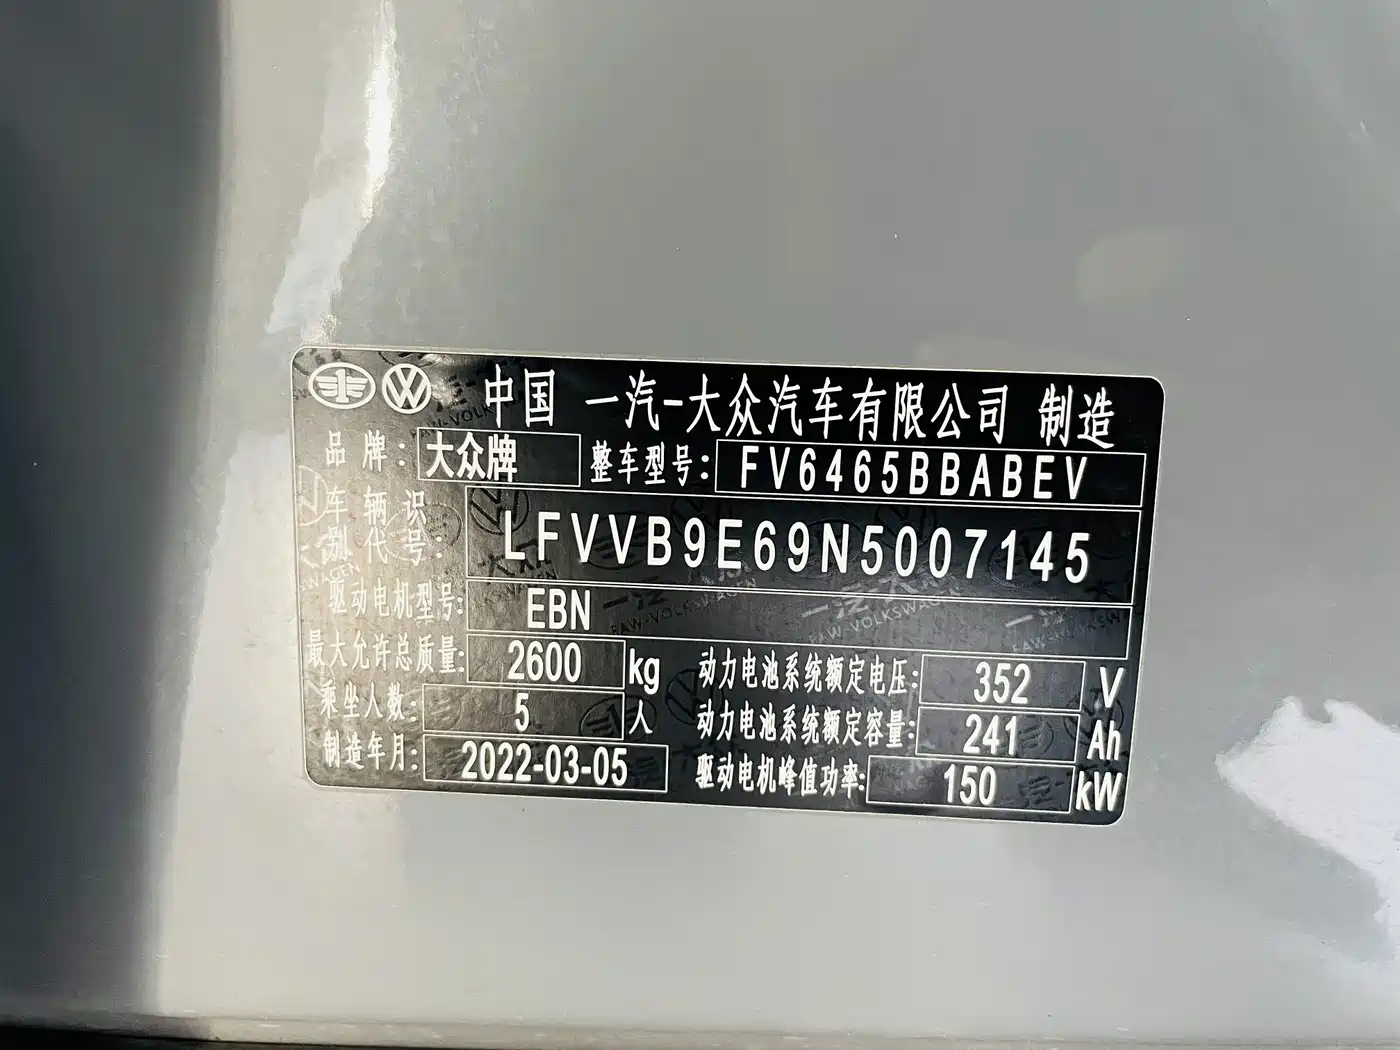 中国 一汽-大众汽车有限公司 制造
品牌: 大众牌 整车型号: FV6465BBABEV
车辆识别代号: LFVVB9E69N5007145
驱动电机型号: EBN
最大允许总质量: 2600 kg 动力电池系统额定电压: 352 V
乘坐人数: 5 人 动力电池系统额定容量: 241 Ah
制造年月: 2022-03-05 驱动电机峰值功率: 150 kW